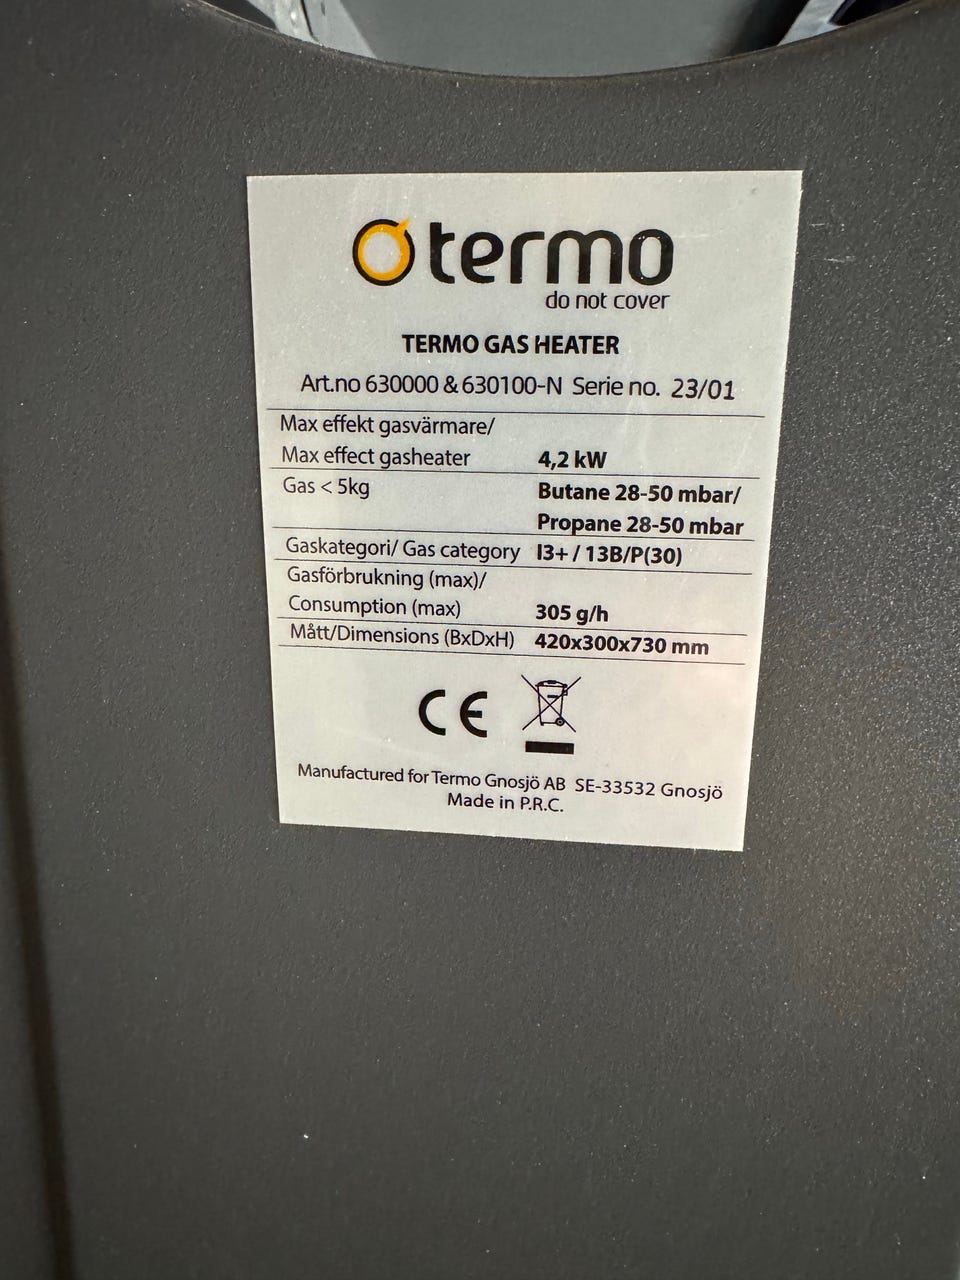 termo
do not cover
TERMO GAS HEATER
Art.no 630000 & 630100-N Serie no. 23/01
Max effekt gasvärmare/
Max effect gasheater 4,2 kW
Gas < 5kg Butane 28-50 mbar/
Propane 28-50 mbar
Gaskategori/ Gas category I3+ / 13B/P(30)
Gasförbrukning (max)/
Consumption (max) 305 g/h
Mått/Dimensions (BxDxH) 420x300x730 mm
CE
Manufactured for Termo Gnosjö AB SE-33532 Gnosjö
Made in P.R.C.